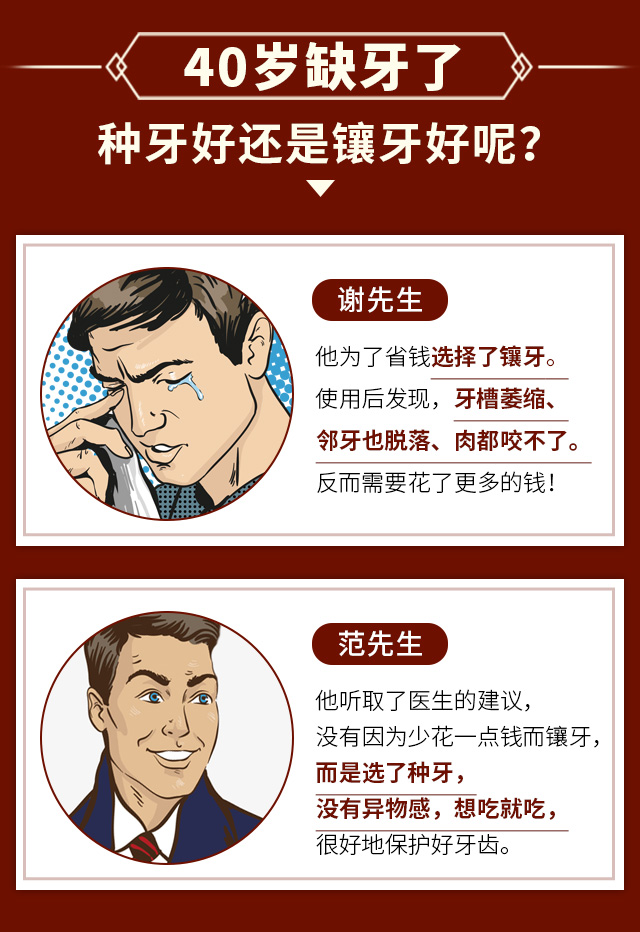 40岁缺牙了
种牙好还是镶牙好呢？
谢先生
他为了省钱选择了镶牙。
使用后发现，牙槽萎缩、
邻牙也脱落、肉都咬不了。
反而需要花了更多的钱！
范先生
他听取了医生的建议，
没有因为少花一点钱而镶牙，
而是选了种牙，
没有异物感，想吃就吃，
很好地保护好牙齿。